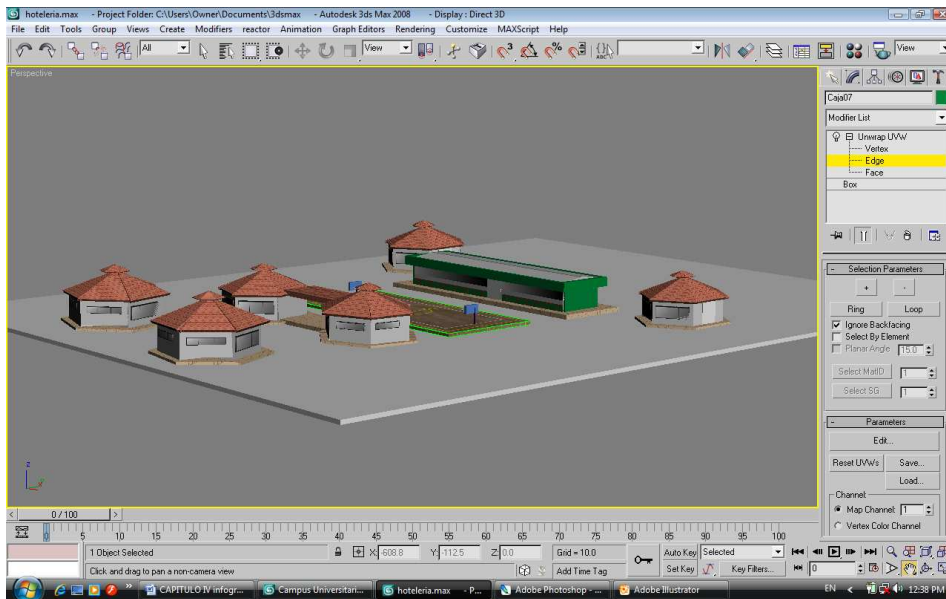 hoteleria.max - Project Folder: C:\Users\Owner\Documents\3dsmax - Autodesk 3ds Max 2008 - Display : Direct 3D
File Edit Tools Group Views Create Modifiers reactor Animation Graph Editors Rendering Customize MAXScript Help
All View View
Perspective
Caja07
Modifier List
Unwrap UVW
Vertex
Edge
Face
Box
Selection Parameters
+ -
Ring Loop
Ignore Backfacing
Select By Element
Planar Angle 15.0
Select MatID 1
Select SG 1
Parameters
Edit...
Reset UVWs Save...
Load...
Channel:
Map Channel: 1
Vertex Color Channel
0 / 100
0 5 10 15 20 25 30 35 40 45 50 55 60 65 70 75 80 85 90 95 100
1 Object Selected X: -608.8 Y: -112.5 Z: 0.0 Grid = 10.0 Auto Key Selected
Click and drag to pan a non-camera view Add Time Tag Set Key Key Filters... 0
CAPITULO IV infogr... Campus Universitari... hoteleria.max - P... Adobe Photoshop - ... Adobe Illustrator EN 12:38 PM